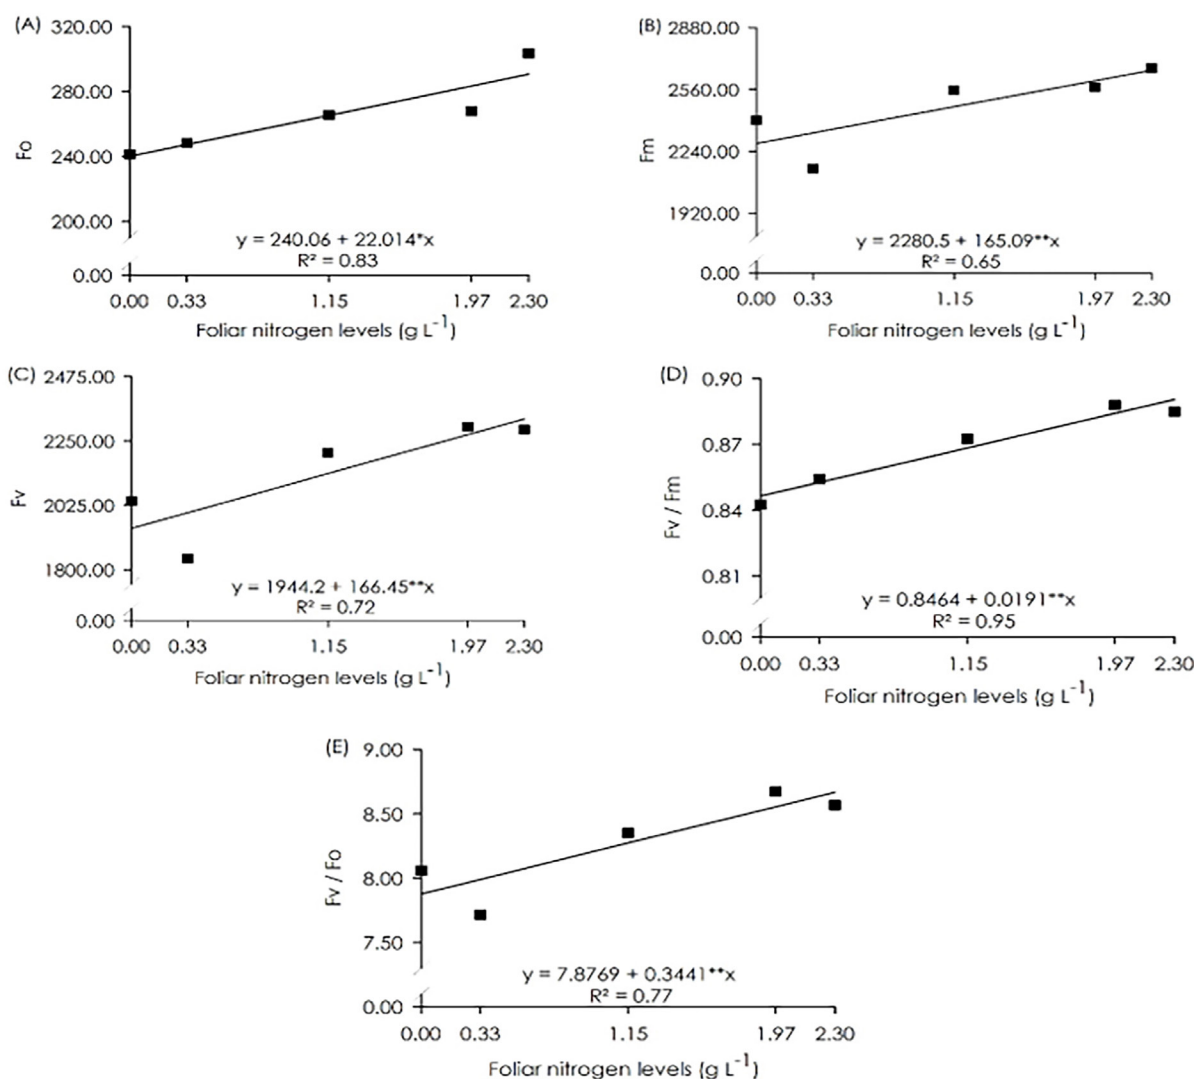 (A)
320.00
280.00
240.00
200.00
0.00
Fo
y = 240.06 + 22.014*x
R² = 0.83
0.00 0.33 1.15 1.97 2.30
Foliar nitrogen levels (g L⁻¹)
(B)
2880.00
2560.00
2240.00
1920.00
0.00
Fm
y = 2280.5 + 165.09**x
R² = 0.65
0.00 0.33 1.15 1.97 2.30
Foliar nitrogen levels (g L⁻¹)
(C)
2475.00
2250.00
2025.00
1800.00
0.00
Fv
y = 1944.2 + 166.45**x
R² = 0.72
0.00 0.33 1.15 1.97 2.30
Foliar nitrogen levels (g L⁻¹)
(D)
0.90
0.87
0.84
0.81
0.00
Fv / Fm
y = 0.8464 + 0.0191**x
R² = 0.95
0.00 0.33 1.15 1.97 2.30
Foliar nitrogen levels (g L⁻¹)
(E)
9.00
8.50
8.00
7.50
0.00
Fv / Fo
y = 7.8769 + 0.3441**x
R² = 0.77
0.00 0.33 1.15 1.97 2.30
Foliar nitrogen levels (g L⁻¹)